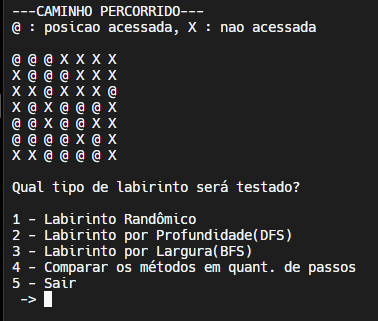 ---CAMINHO PERCORRIDO---
@ : posicao acessada, X : nao acessada
@ @ @ X X X X
X @ @ @ X X X
X X @ X X X @
X @ X @ @ @ X
@ @ X @ @ X X
@ @ @ @ X @ X
X X @ @ @ @ X
Qual tipo de labirinto será testado?
1 - Labirinto Randômico
2 - Labirinto por Profundidade(DFS)
3 - Labirinto por Largura(BFS)
4 - Comparar os métodos em quant. de passos
5 - Sair
->